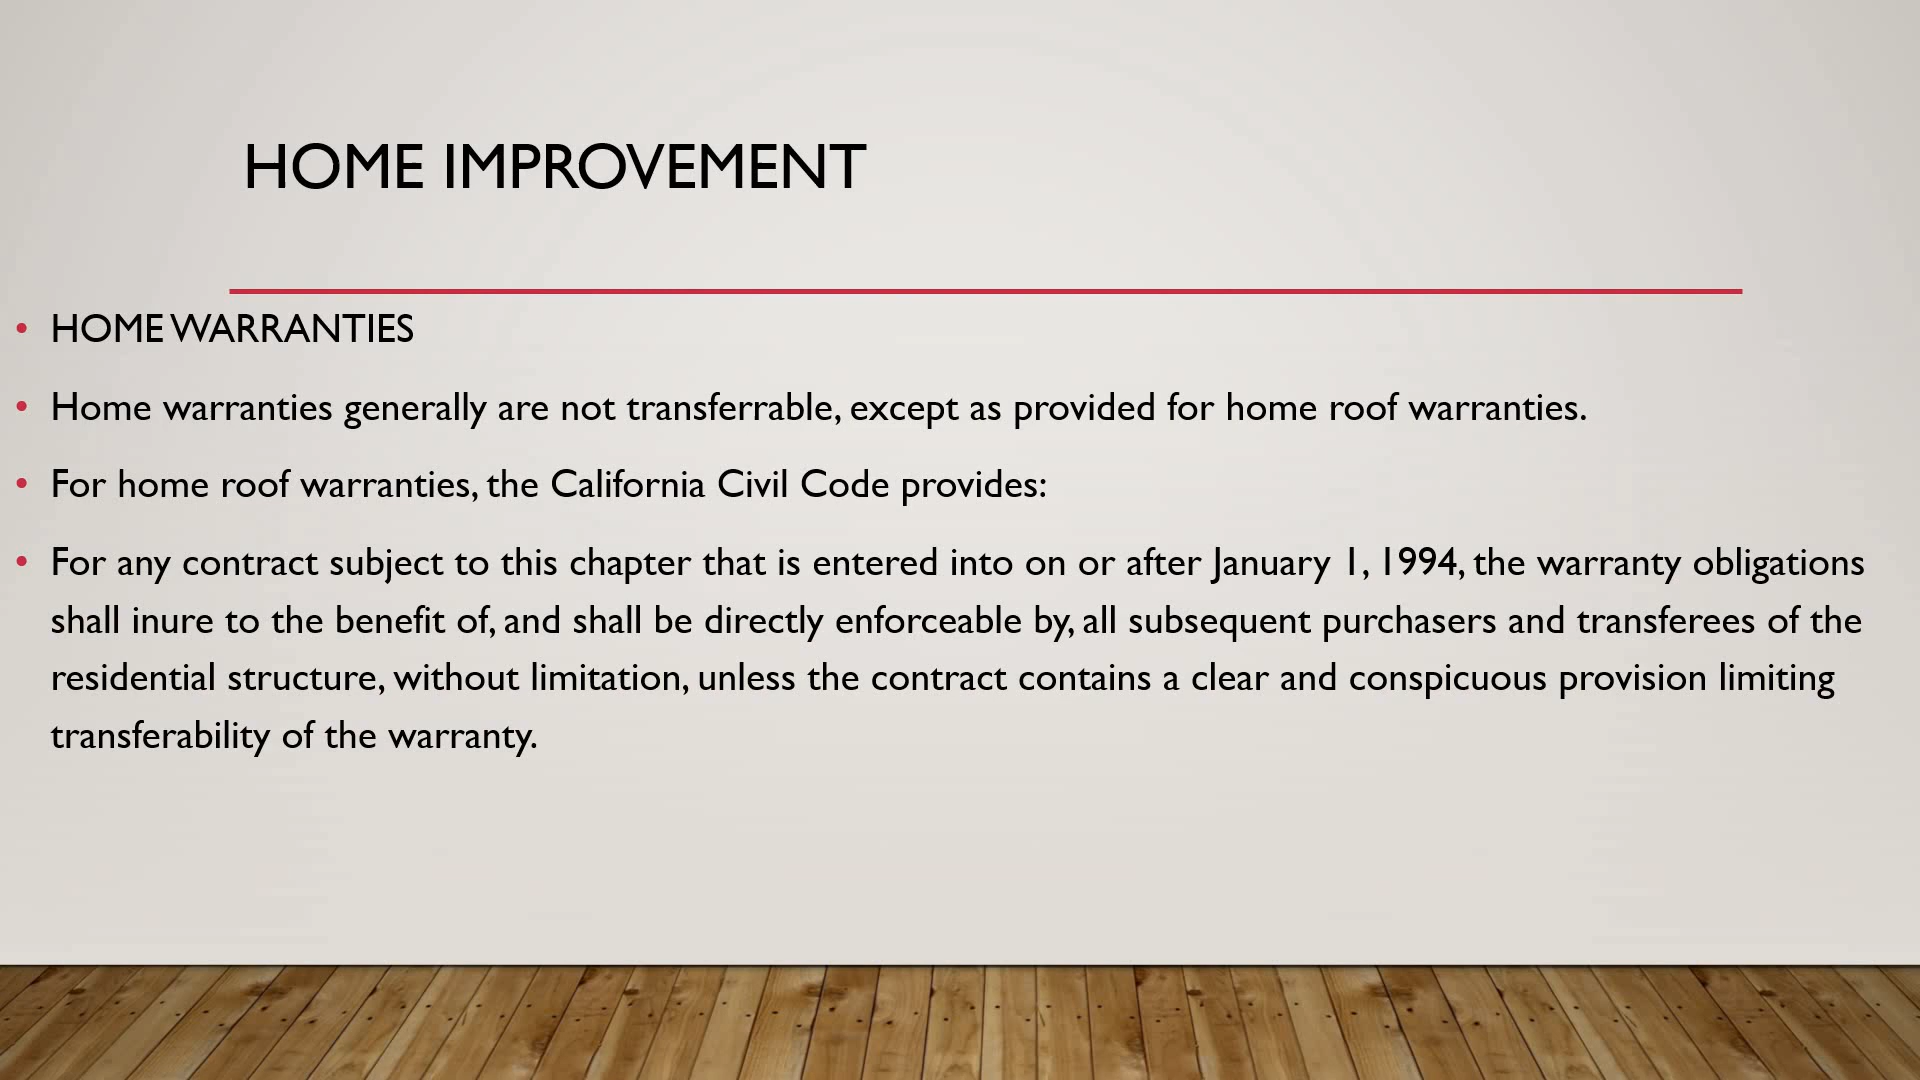 HOME IMPROVEMENT
• HOME WARRANTIES
• Home warranties generally are not transferrable, except as provided for home roof warranties.
• For home roof warranties, the California Civil Code provides:
• For any contract subject to this chapter that is entered into on or after January 1, 1994, the warranty obligations
shall inure to the benefit of, and shall be directly enforceable by, all subsequent purchasers and transferees of the
residential structure, without limitation, unless the contract contains a clear and conspicuous provision limiting
transferability of the warranty.